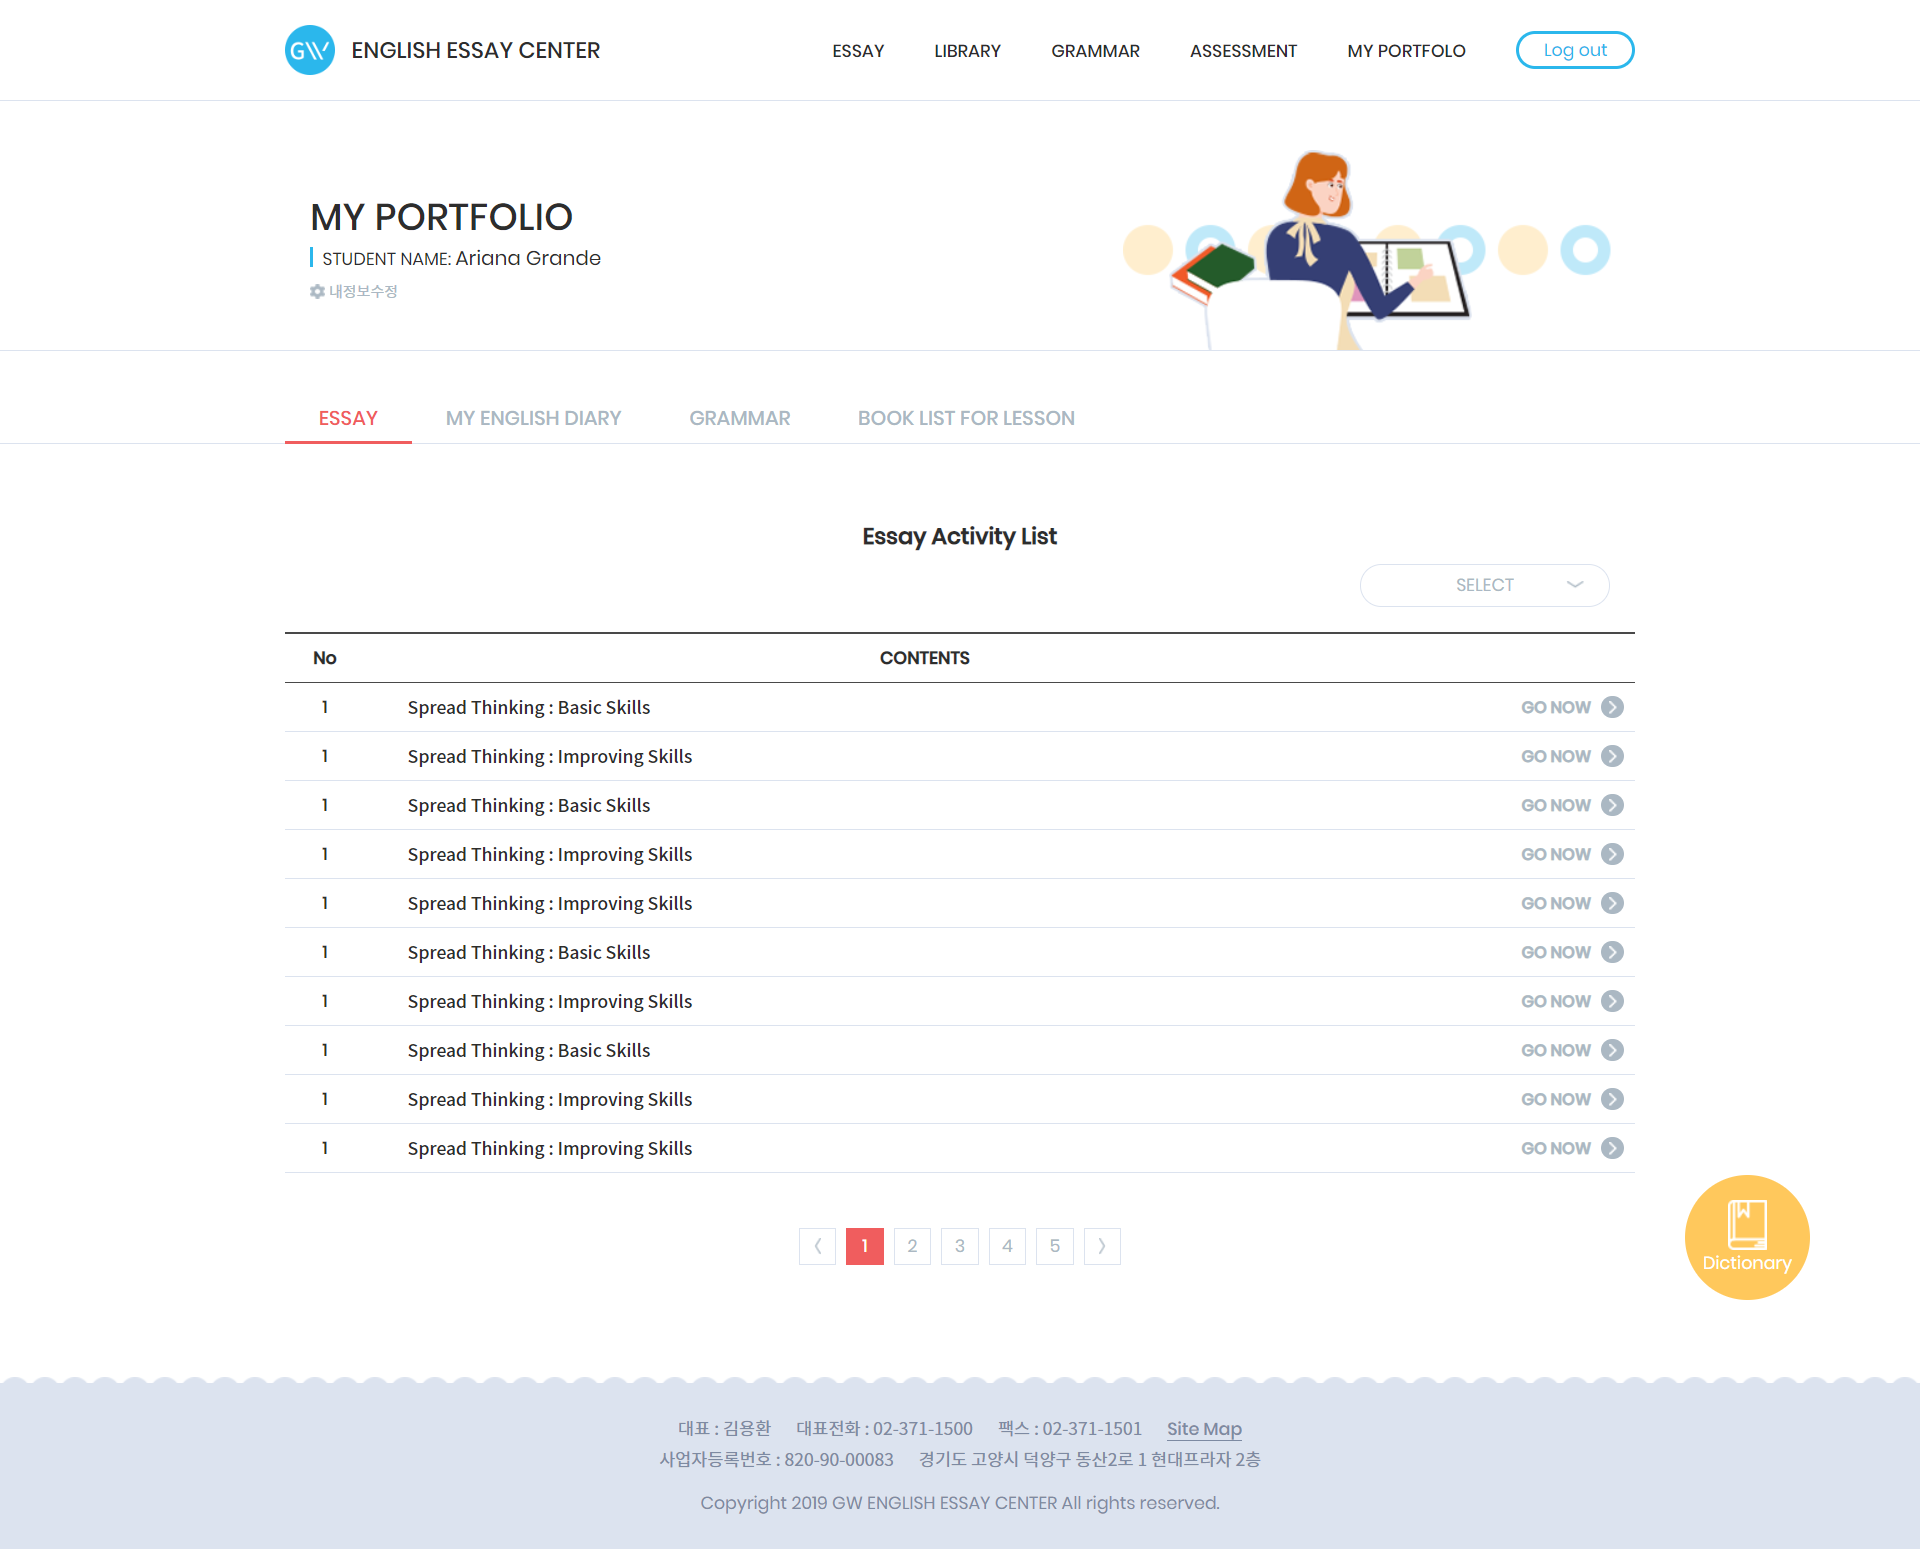 GW ENGLISH ESSAY CENTER
ESSAY LIBRARY GRAMMAR ASSESSMENT MY PORTFOLO Log out
MY PORTFOLIO
STUDENT NAME: Ariana Grande
내정보수정
ESSAY MY ENGLISH DIARY GRAMMAR BOOK LIST FOR LESSON
Essay Activity List
SELECT
No CONTENTS
1 Spread Thinking : Basic Skills GO NOW
1 Spread Thinking : Improving Skills GO NOW
1 Spread Thinking : Basic Skills GO NOW
1 Spread Thinking : Improving Skills GO NOW
1 Spread Thinking : Improving Skills GO NOW
1 Spread Thinking : Basic Skills GO NOW
1 Spread Thinking : Improving Skills GO NOW
1 Spread Thinking : Basic Skills GO NOW
1 Spread Thinking : Improving Skills GO NOW
1 Spread Thinking : Improving Skills GO NOW
1 2 3 4 5
Dictionary
대표 : 김용환 대표전화 : 02-371-1500 팩스 : 02-371-1501 Site Map
사업자등록번호 : 820-90-00083 경기도 고양시 덕양구 동산2로 1 현대프라자 2층
Copyright 2019 GW ENGLISH ESSAY CENTER All rights reserved.